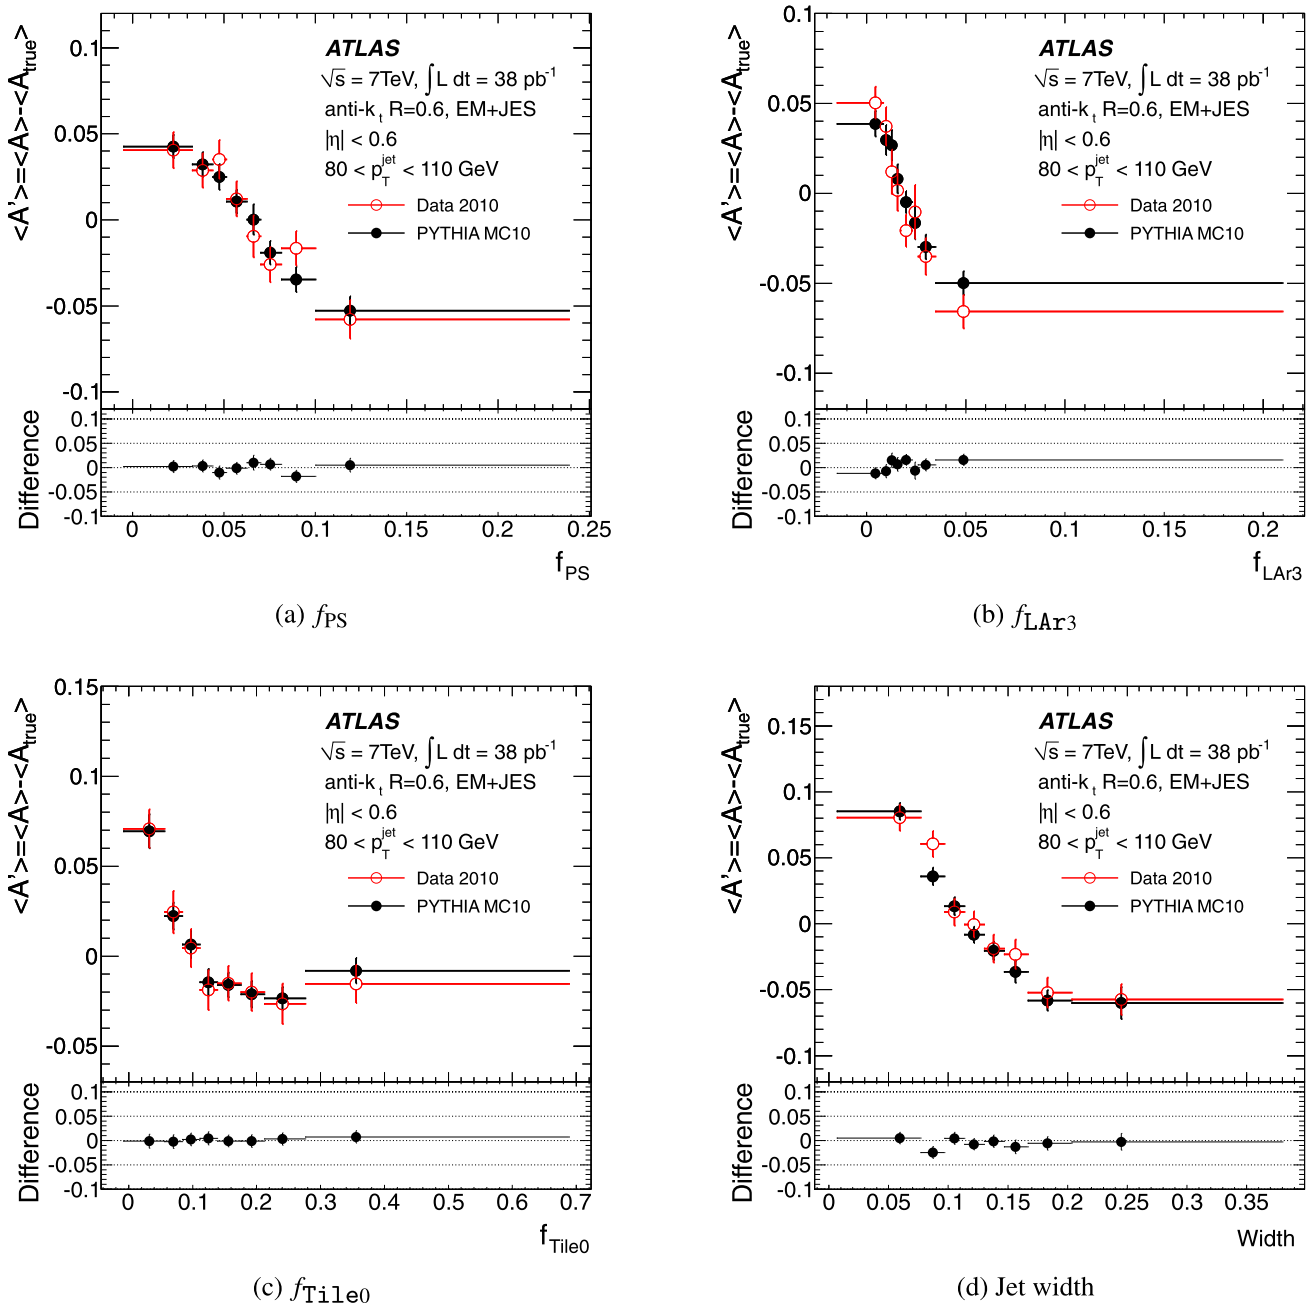 <A'>=<A>-<A_true>
0.1
0.05
0
-0.05
-0.1
ATLAS
√s = 7TeV, ∫L dt = 38 pb⁻¹
anti-k_t R=0.6, EM+JES
|η| < 0.6
80 < p_T^jet < 110 GeV
Data 2010
PYTHIA MC10
Difference
0.1
0.05
0
-0.05
-0.1
0 0.05 0.1 0.15 0.2 0.25
f_PS
(a) f_PS
<A'>=<A>-<A_true>
0.1
0.05
0
-0.05
-0.1
ATLAS
√s = 7TeV, ∫L dt = 38 pb⁻¹
anti-k_t R=0.6, EM+JES
|η| < 0.6
80 < p_T^jet < 110 GeV
Data 2010
PYTHIA MC10
Difference
0.1
0.05
0
-0.05
-0.1
0 0.05 0.1 0.15 0.2
f_LAr3
(b) f_LAr3
<A'>=<A>-<A_true>
0.15
0.1
0.05
0
-0.05
ATLAS
√s = 7TeV, ∫L dt = 38 pb⁻¹
anti-k_t R=0.6, EM+JES
|η| < 0.6
80 < p_T^jet < 110 GeV
Data 2010
PYTHIA MC10
Difference
0.1
0.05
0
-0.05
-0.1
0 0.1 0.2 0.3 0.4 0.5 0.6 0.7
f_Tile0
(c) f_Tile0
<A'>=<A>-<A_true>
0.15
0.1
0.05
0
-0.05
-0.1
ATLAS
√s = 7TeV, ∫L dt = 38 pb⁻¹
anti-k_t R=0.6, EM+JES
|η| < 0.6
80 < p_T^jet < 110 GeV
Data 2010
PYTHIA MC10
Difference
0.1
0.05
0
-0.05
-0.1
0 0.05 0.1 0.15 0.2 0.25 0.3 0.35
Width
(d) Jet width